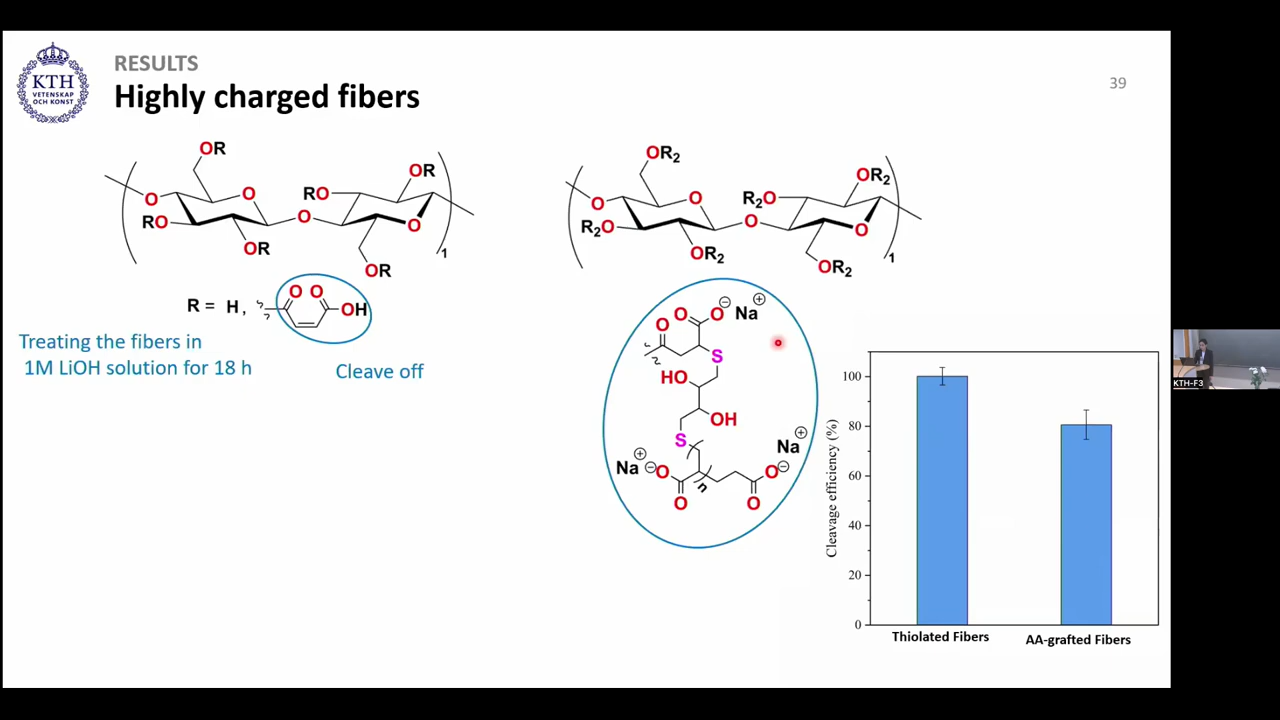 KTH
VETENSKAP
OCH KONST
RESULTS
Highly charged fibers
39
OR
OR
O
O
RO
RO
O
O
OR
OR
1
R = H,
O O
OH
Treating the fibers in
1M LiOH solution for 18 h
Cleave off
OR2
OR2
O
O
R2O
R2O
O
O
OR2
OR2
1
O
O⊖ Na⊕
O
S
HO
OH
S
Na⊕
⊖O
n
O
Na⊕
O⊖
O
Cleavage efficiency (%)
100
80
60
40
20
0
Thiolated Fibers
AA-grafted Fibers
KTH-F3